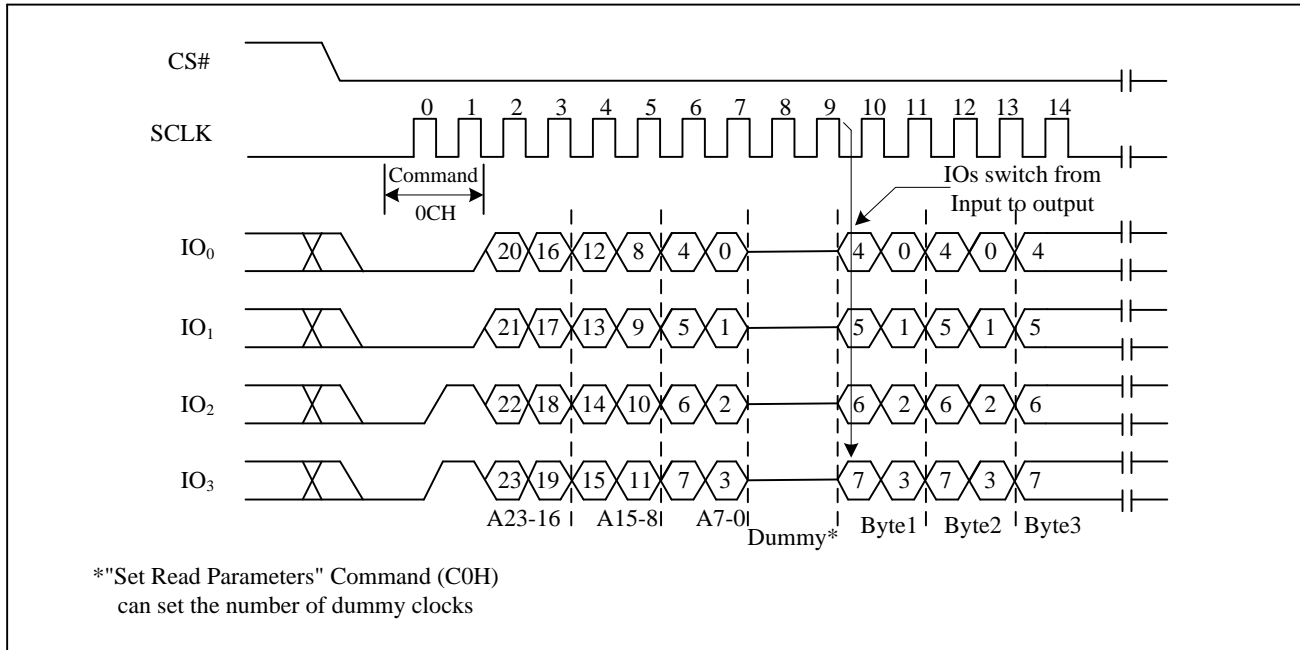 CS#
0 1 2 3 4 5 6 7 8 9 10 11 12 13 14
SCLK
Command
0CH
IOs switch from
Input to output
IO0 20 16 12 8 4 0 4 0 4 0 4
IO1 21 17 13 9 5 1 5 1 5 1 5
IO2 22 18 14 10 6 2 6 2 6 2 6
IO3 23 19 15 11 7 3 7 3 7 3 7
A23-16 A15-8 A7-0 Dummy* Byte1 Byte2 Byte3
*"Set Read Parameters" Command (C0H)
can set the number of dummy clocks